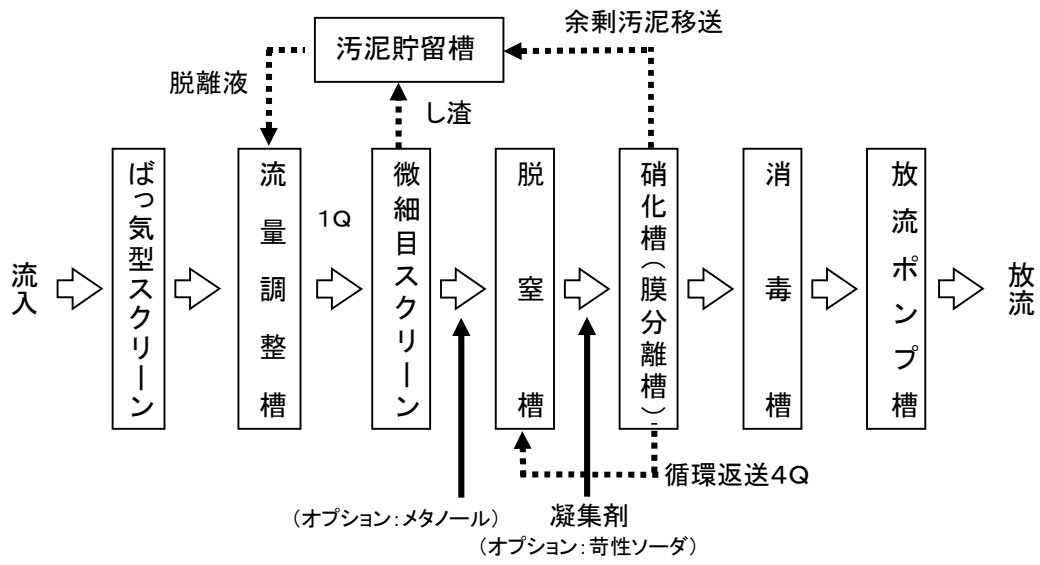 余剰汚泥移送
汚泥貯留槽
脱離液
し渣
流入
ばっ気型スクリーン
流量調整槽
1Q
微細目スクリーン
脱窒槽
硝化槽(膜分離槽)
消毒槽
放流ポンプ槽
放流
循環返送4Q
(オプション:メタノール)
凝集剤
(オプション:苛性ソーダ)